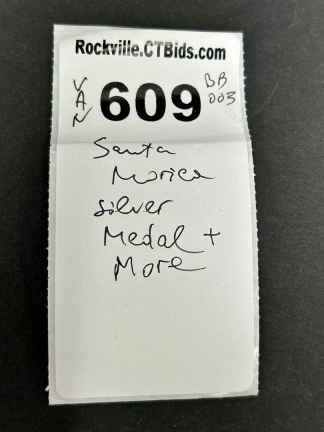 Rockville.CTBids.com
VAN 609 BB 003
Santa
Monica
silver
Medal +
More